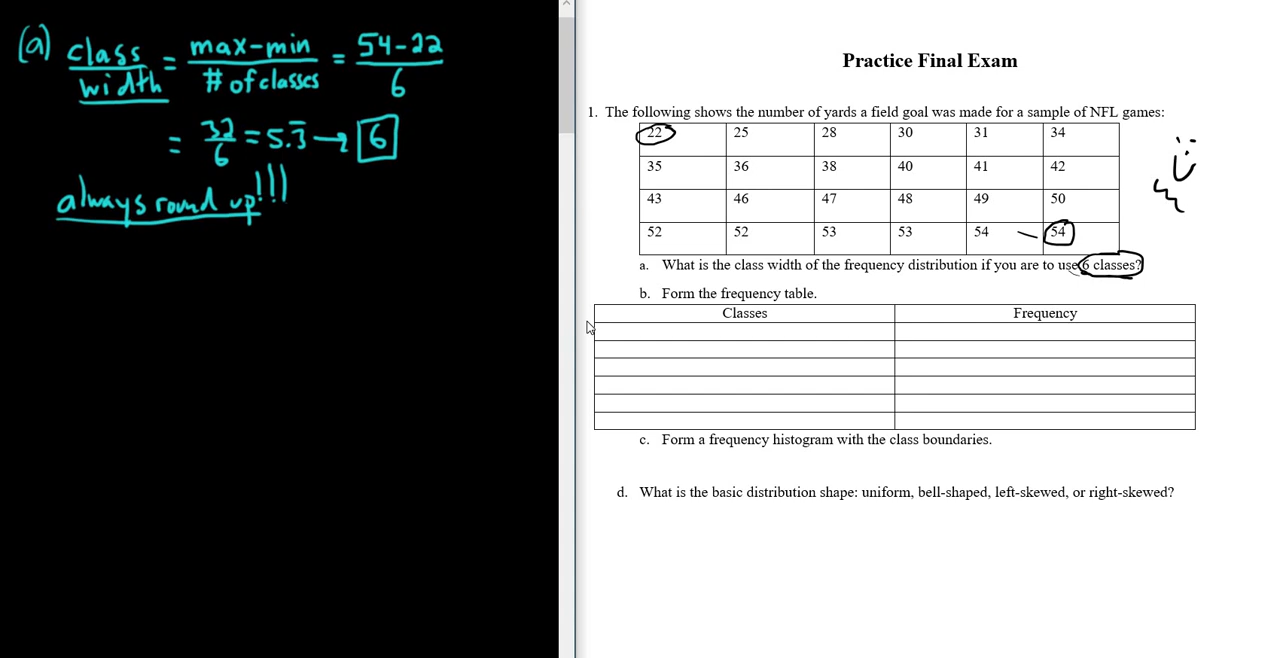 (a) class width = max-min / # of classes = 54-22 / 6
= 32/6 = 5.3̅ → 6
always round up!!!
Practice Final Exam
1. The following shows the number of yards a field goal was made for a sample of NFL games:
22 25 28 30 31 34
35 36 38 40 41 42
43 46 47 48 49 50
52 52 53 53 54 54
a. What is the class width of the frequency distribution if you are to use 6 classes?
b. Form the frequency table.
Classes Frequency
c. Form a frequency histogram with the class boundaries.
d. What is the basic distribution shape: uniform, bell-shaped, left-skewed, or right-skewed?